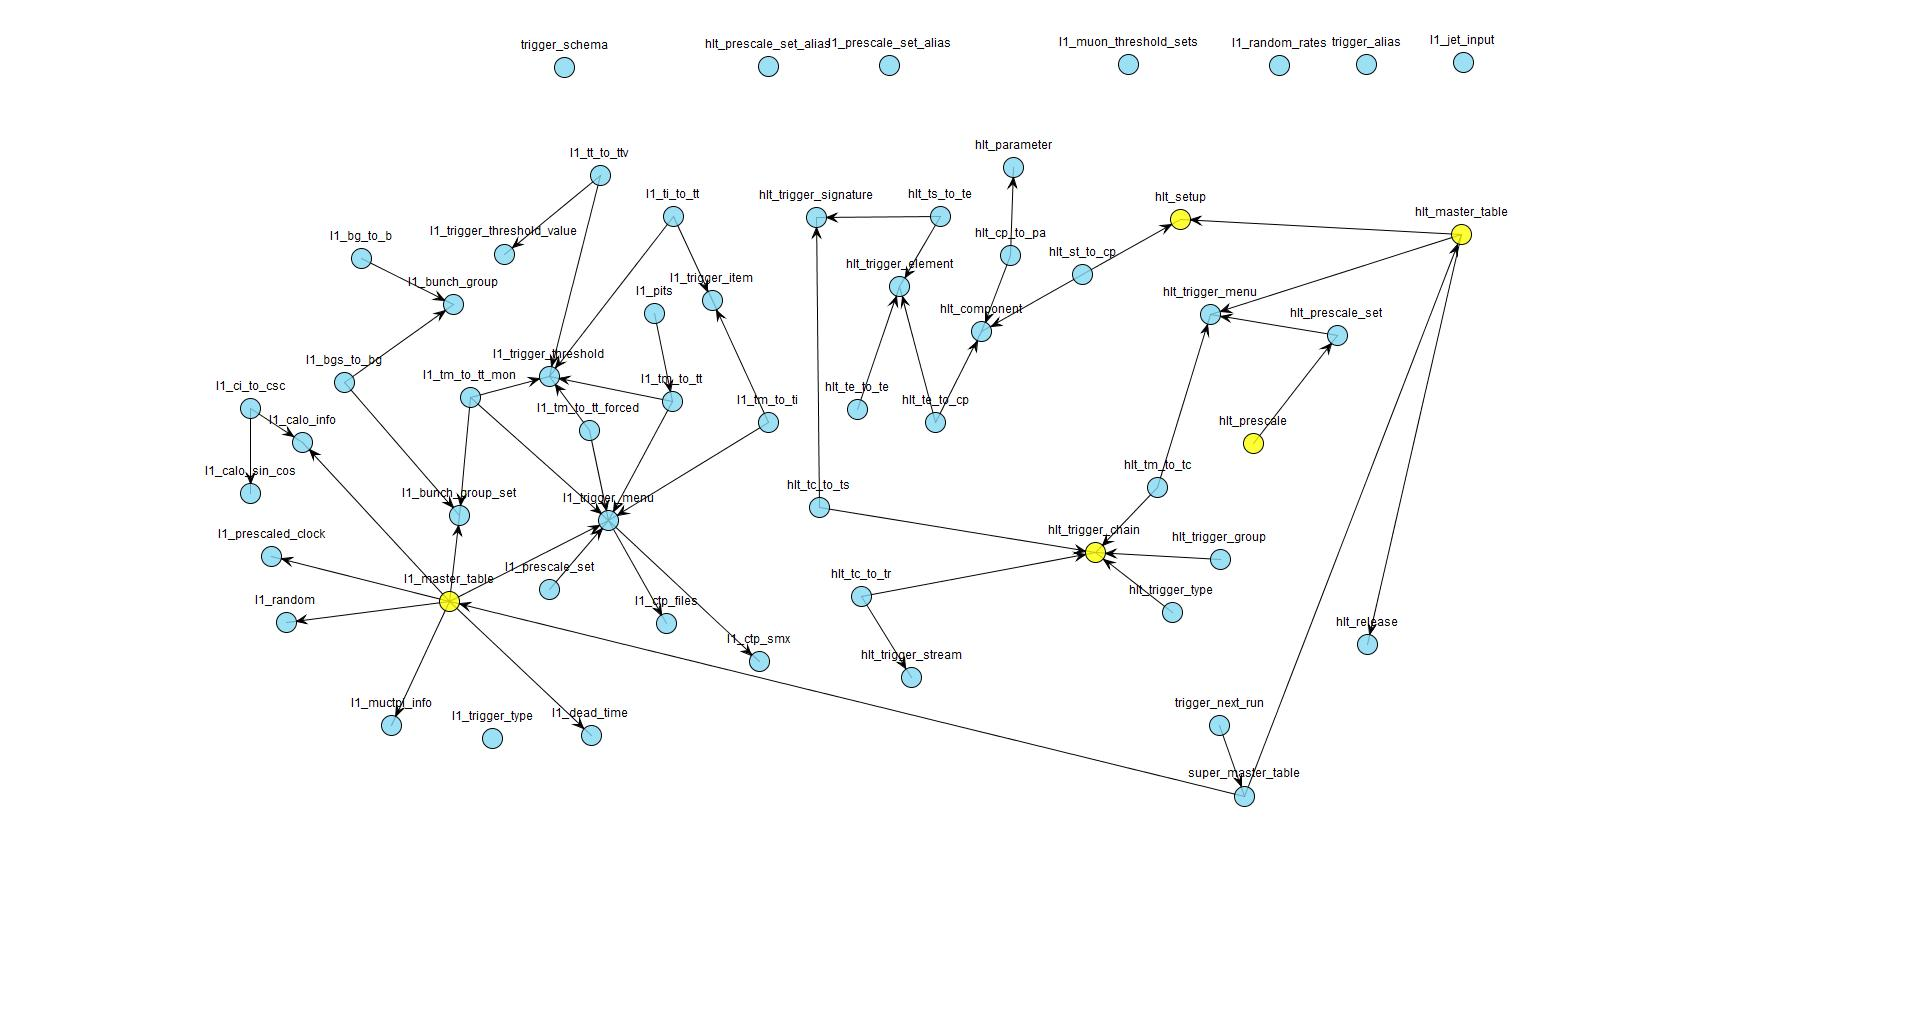 trigger_schema
hlt_prescale_set_alias
l1_prescale_set_alias
l1_muon_threshold_sets
l1_random_rates
trigger_alias
l1_jet_input
l1_tt_to_ttv
hlt_parameter
l1_ti_to_tt
hlt_trigger_signature
hlt_ts_to_te
hlt_setup
hlt_master_table
l1_bg_to_b
l1_trigger_threshold_value
hlt_cp_to_pa
hlt_st_to_cp
hlt_trigger_element
l1_bunch_group
l1_trigger_item
l1_pits
hlt_trigger_menu
hlt_component
hlt_prescale_set
l1_bgs_to_bg
l1_trigger_threshold
l1_tm_to_tt_mon
l1_tm_to_tt
l1_ci_to_csc
hlt_te_to_te
l1_tm_to_tt_forced
l1_tm_to_ti
hlt_te_to_cp
l1_calo_info
hlt_prescale
l1_calo_sin_cos
hlt_tm_to_tc
l1_bunch_group_set
l1_trigger_menu
hlt_tc_to_ts
l1_prescaled_clock
hlt_trigger_chain
hlt_trigger_group
l1_master_table
l1_prescale_set
hlt_tc_to_tr
l1_random
l1_ctp_files
hlt_trigger_type
l1_ctp_smx
hlt_trigger_stream
hlt_release
l1_muctpi_info
l1_trigger_type
l1_dead_time
trigger_next_run
super_master_table